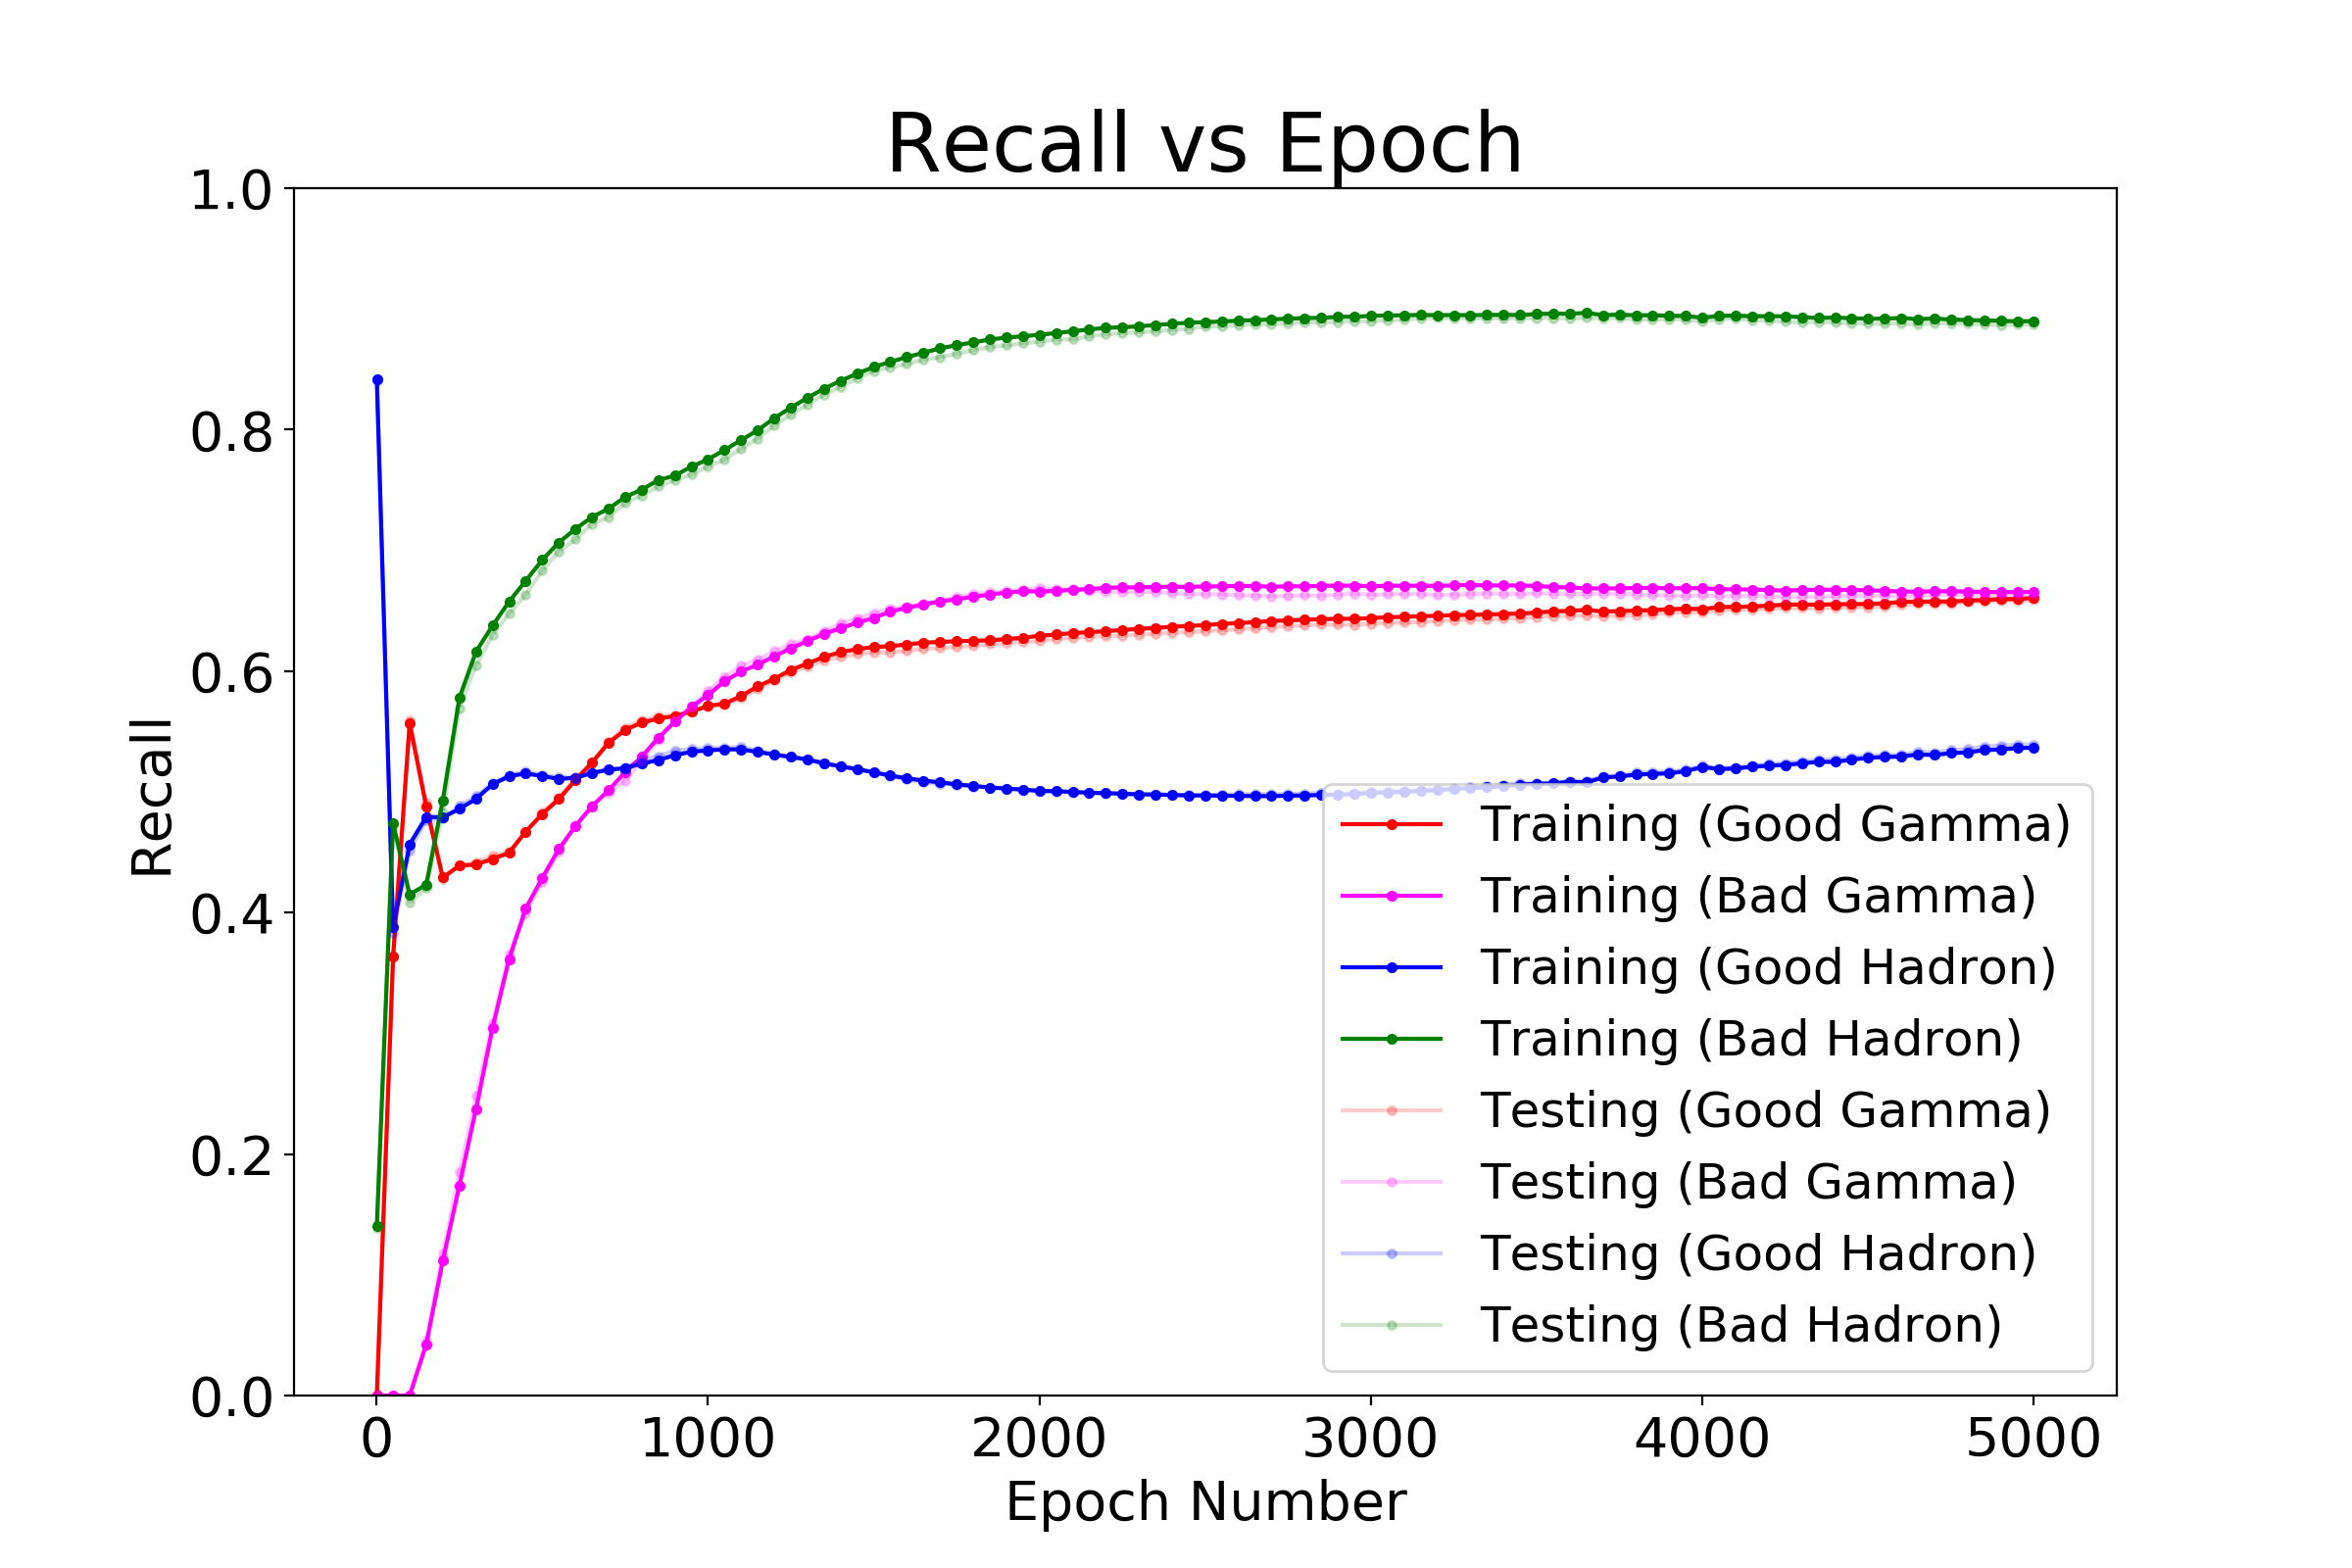 Recall vs Epoch
1.0
0.8
0.6
0.4
0.2
0.0
Recall
0 1000 2000 3000 4000 5000
Epoch Number
Training (Good Gamma)
Training (Bad Gamma)
Training (Good Hadron)
Training (Bad Hadron)
Testing (Good Gamma)
Testing (Bad Gamma)
Testing (Good Hadron)
Testing (Bad Hadron)